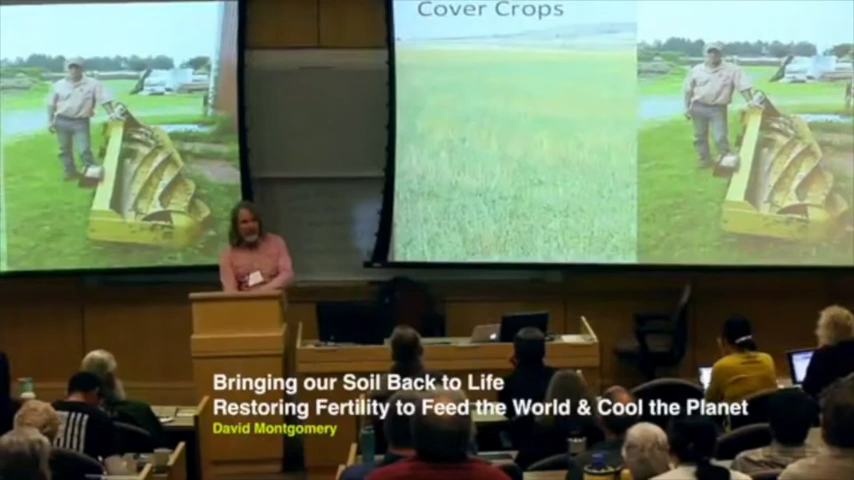 Cover Crops
Bringing our Soil Back to Life
Restoring Fertility to Feed the World & Cool the Planet
David Montgomery